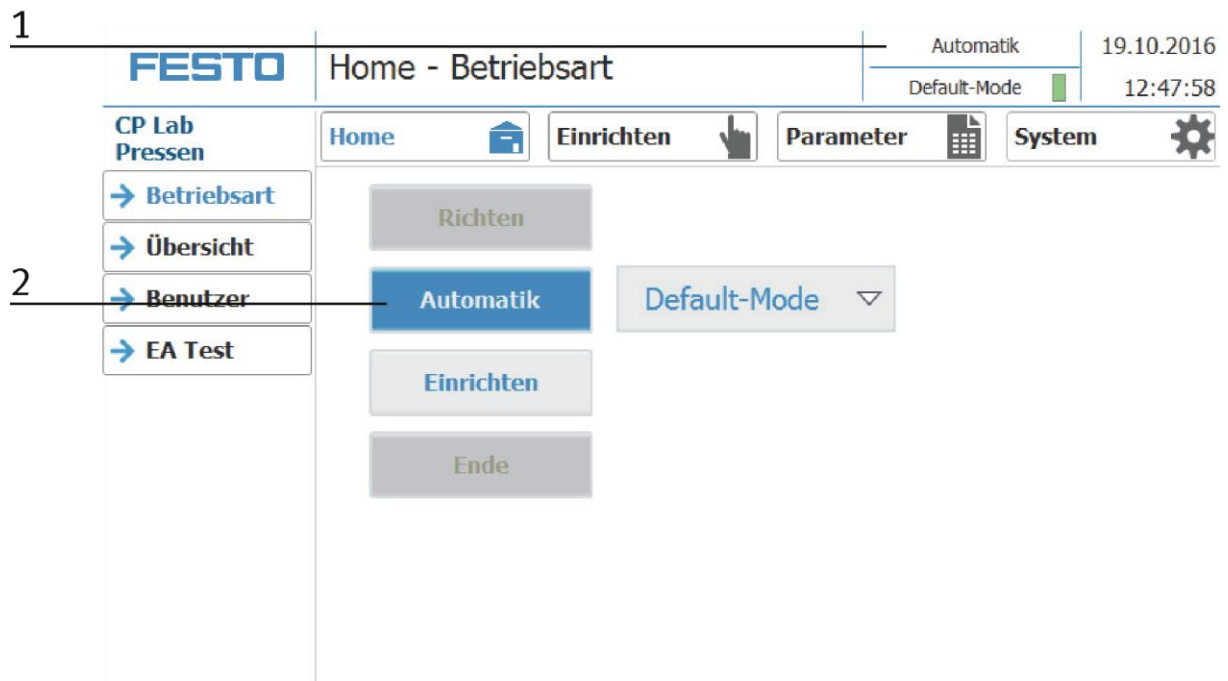 1
FESTO
Home - Betriebsart
Automatik
19.10.2016
Default-Mode
12:47:58
CP Lab
Pressen
Home
Einrichten
Parameter
System
Betriebsart
Übersicht
Benutzer
EA Test
2
Richten
Automatik
Default-Mode
Einrichten
Ende